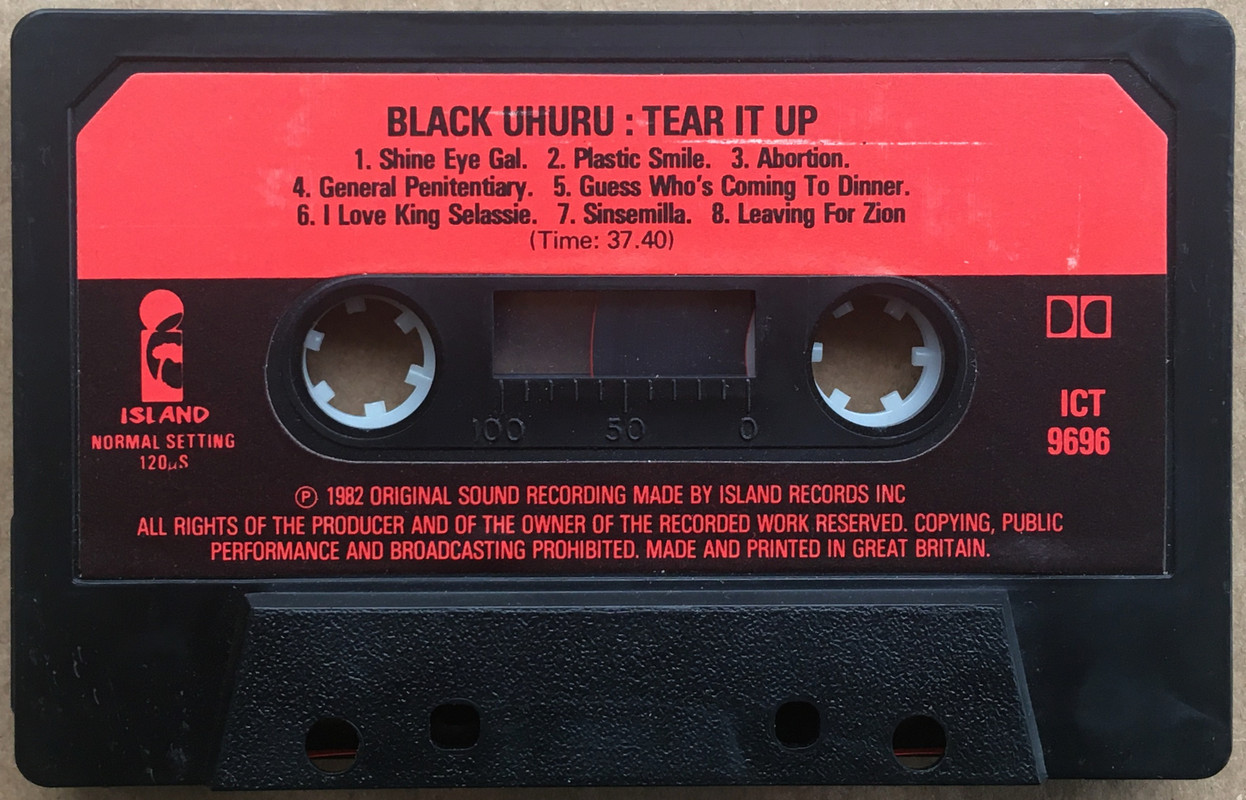 BLACK UHURU : TEAR IT UP
1. Shine Eye Gal. 2. Plastic Smile. 3. Abortion.
4. General Penitentiary. 5. Guess Who's Coming To Dinner.
6. I Love King Selassie. 7. Sinsemilla. 8. Leaving For Zion
(Time: 37.40)
ISLAND
NORMAL SETTING
120µS
100 50 0
ICT
9696
Ⓟ 1982 ORIGINAL SOUND RECORDING MADE BY ISLAND RECORDS INC
ALL RIGHTS OF THE PRODUCER AND OF THE OWNER OF THE RECORDED WORK RESERVED. COPYING, PUBLIC
PERFORMANCE AND BROADCASTING PROHIBITED. MADE AND PRINTED IN GREAT BRITAIN.